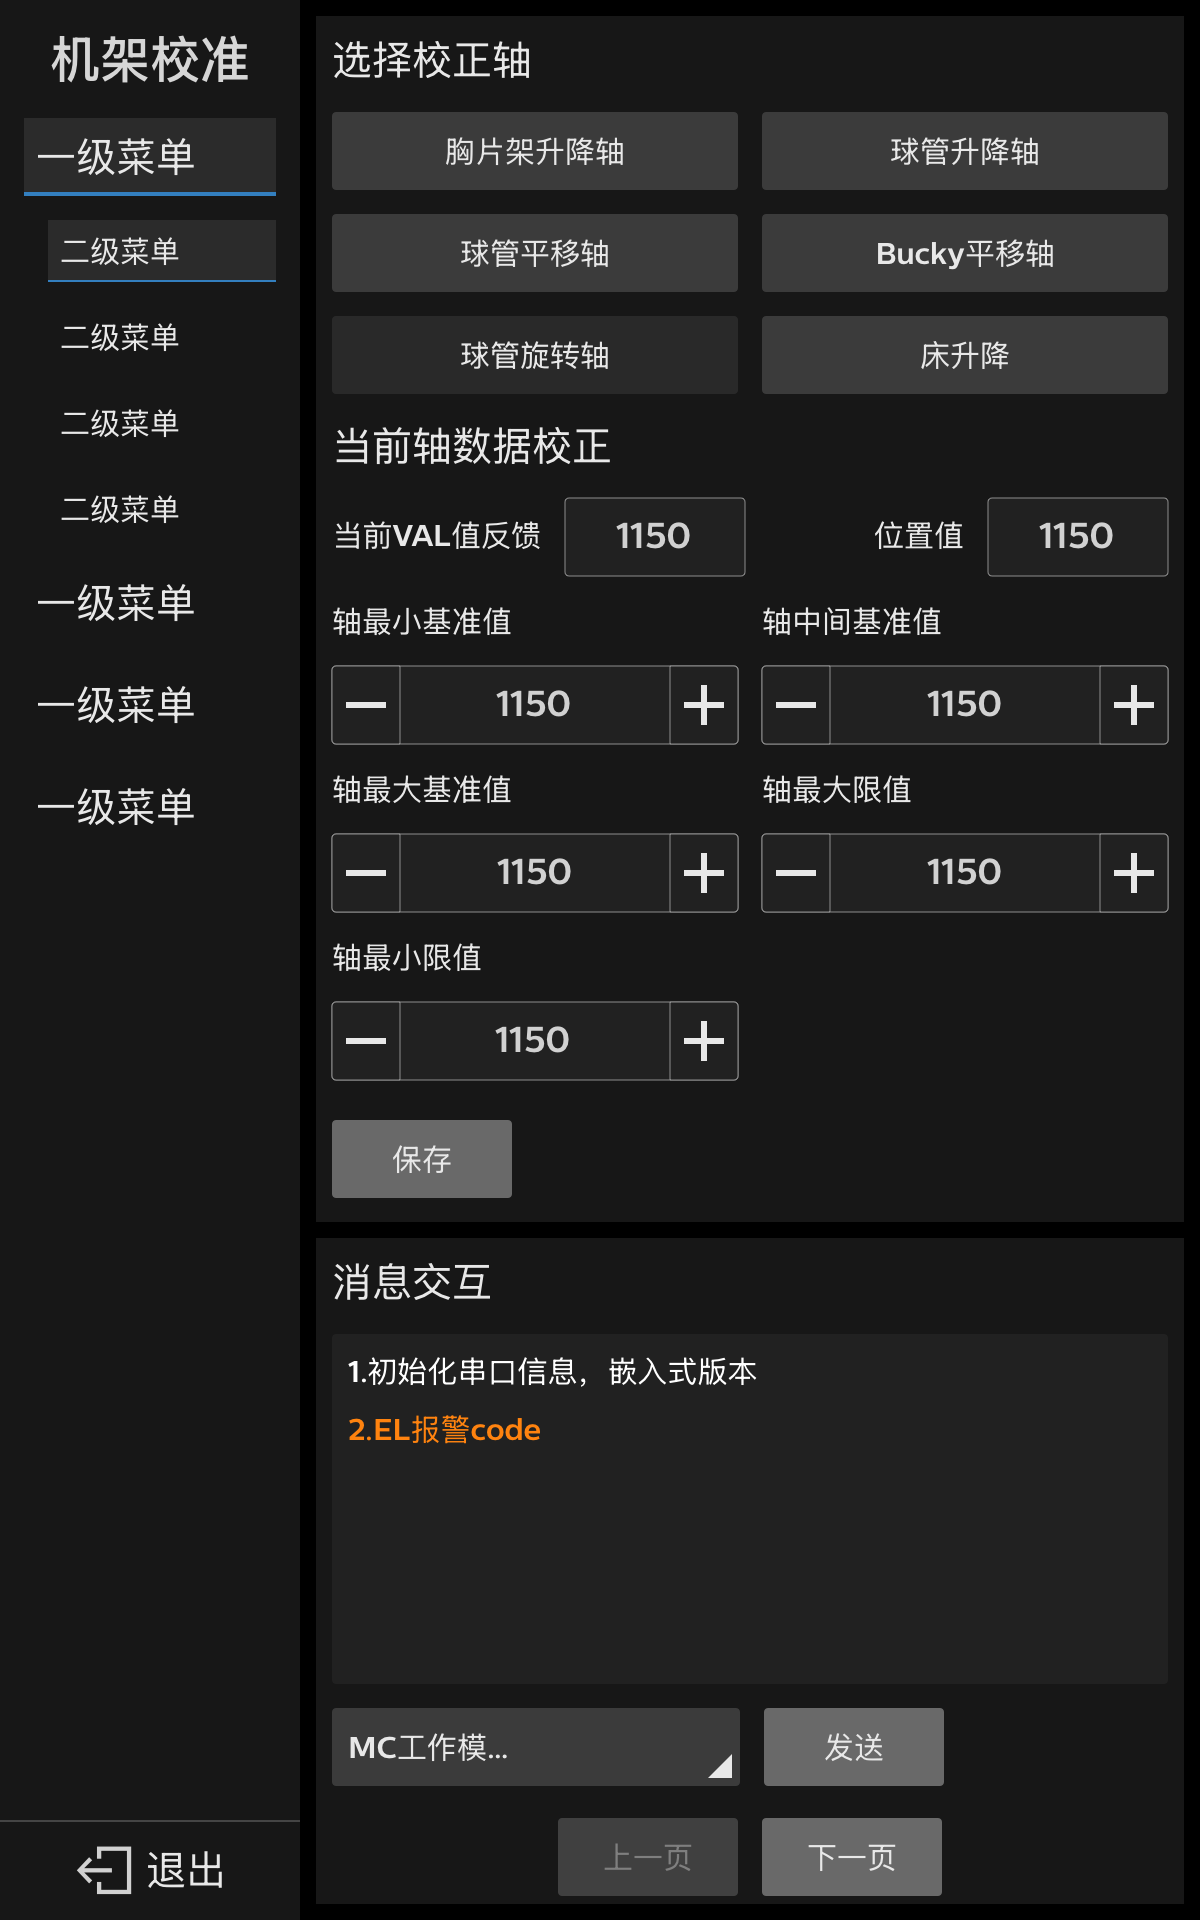 机架校准
一级菜单
二级菜单
二级菜单
二级菜单
二级菜单
一级菜单
一级菜单
一级菜单
退出
选择校正轴
胸片架升降轴
球管升降轴
球管平移轴
Bucky平移轴
球管旋转轴
床升降
当前轴数据校正
当前VAL值反馈
1150
位置值
1150
轴最小基准值
轴中间基准值
1150
1150
轴最大基准值
轴最大限值
1150
1150
轴最小限值
1150
保存
消息交互
1.初始化串口信息，嵌入式版本
2.EL报警code
MC工作模...
发送
上一页
下一页